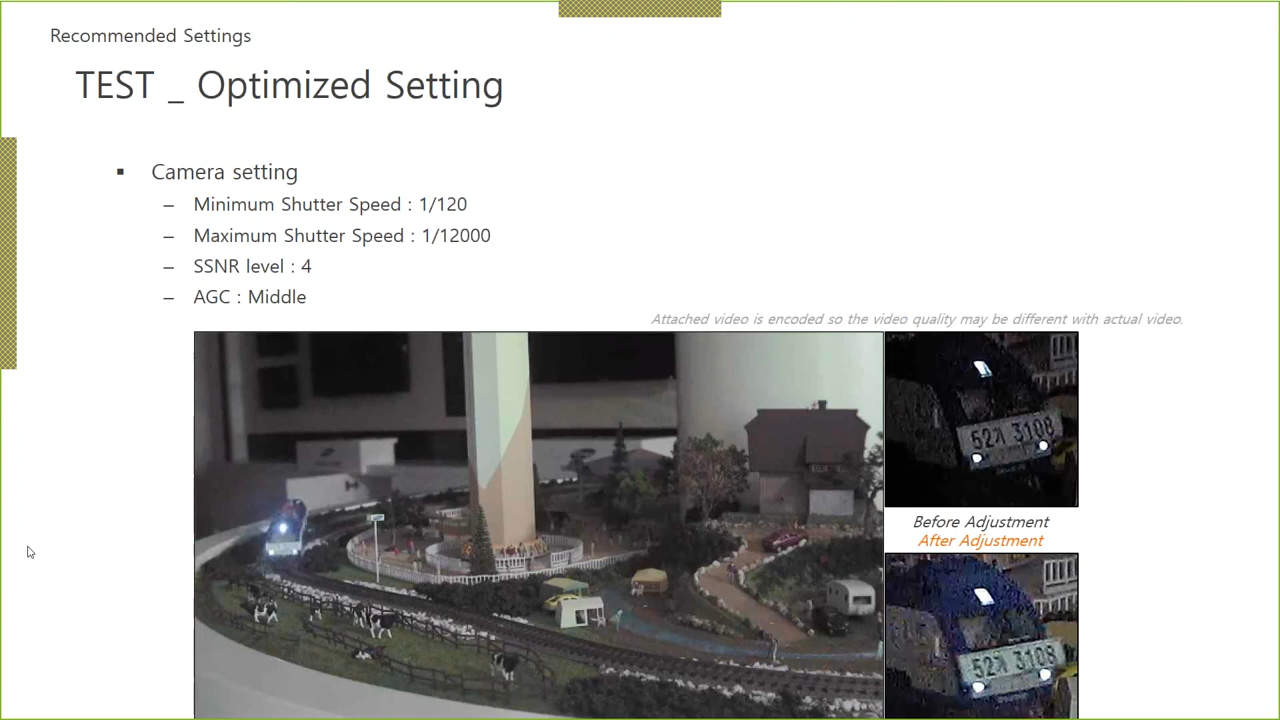 Recommended Settings
TEST _ Optimized Setting
▪ Camera setting
– Minimum Shutter Speed : 1/120
– Maximum Shutter Speed : 1/12000
– SSNR level : 4
– AGC : Middle
Attached video is encoded so the video quality may be different with actual video.
3108
Before Adjustment
After Adjustment
3108